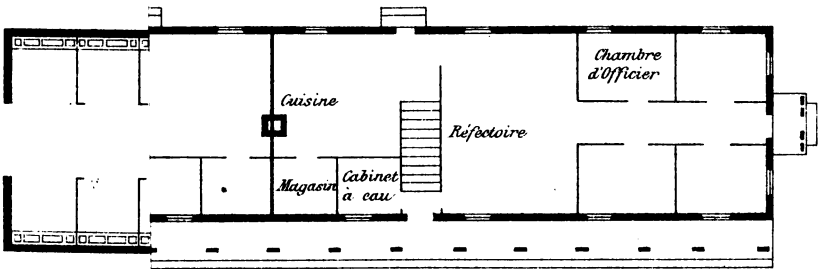 Chambre
d'Officier
Cuisine
Réfectoire
Magasin
Cabinet
à eau